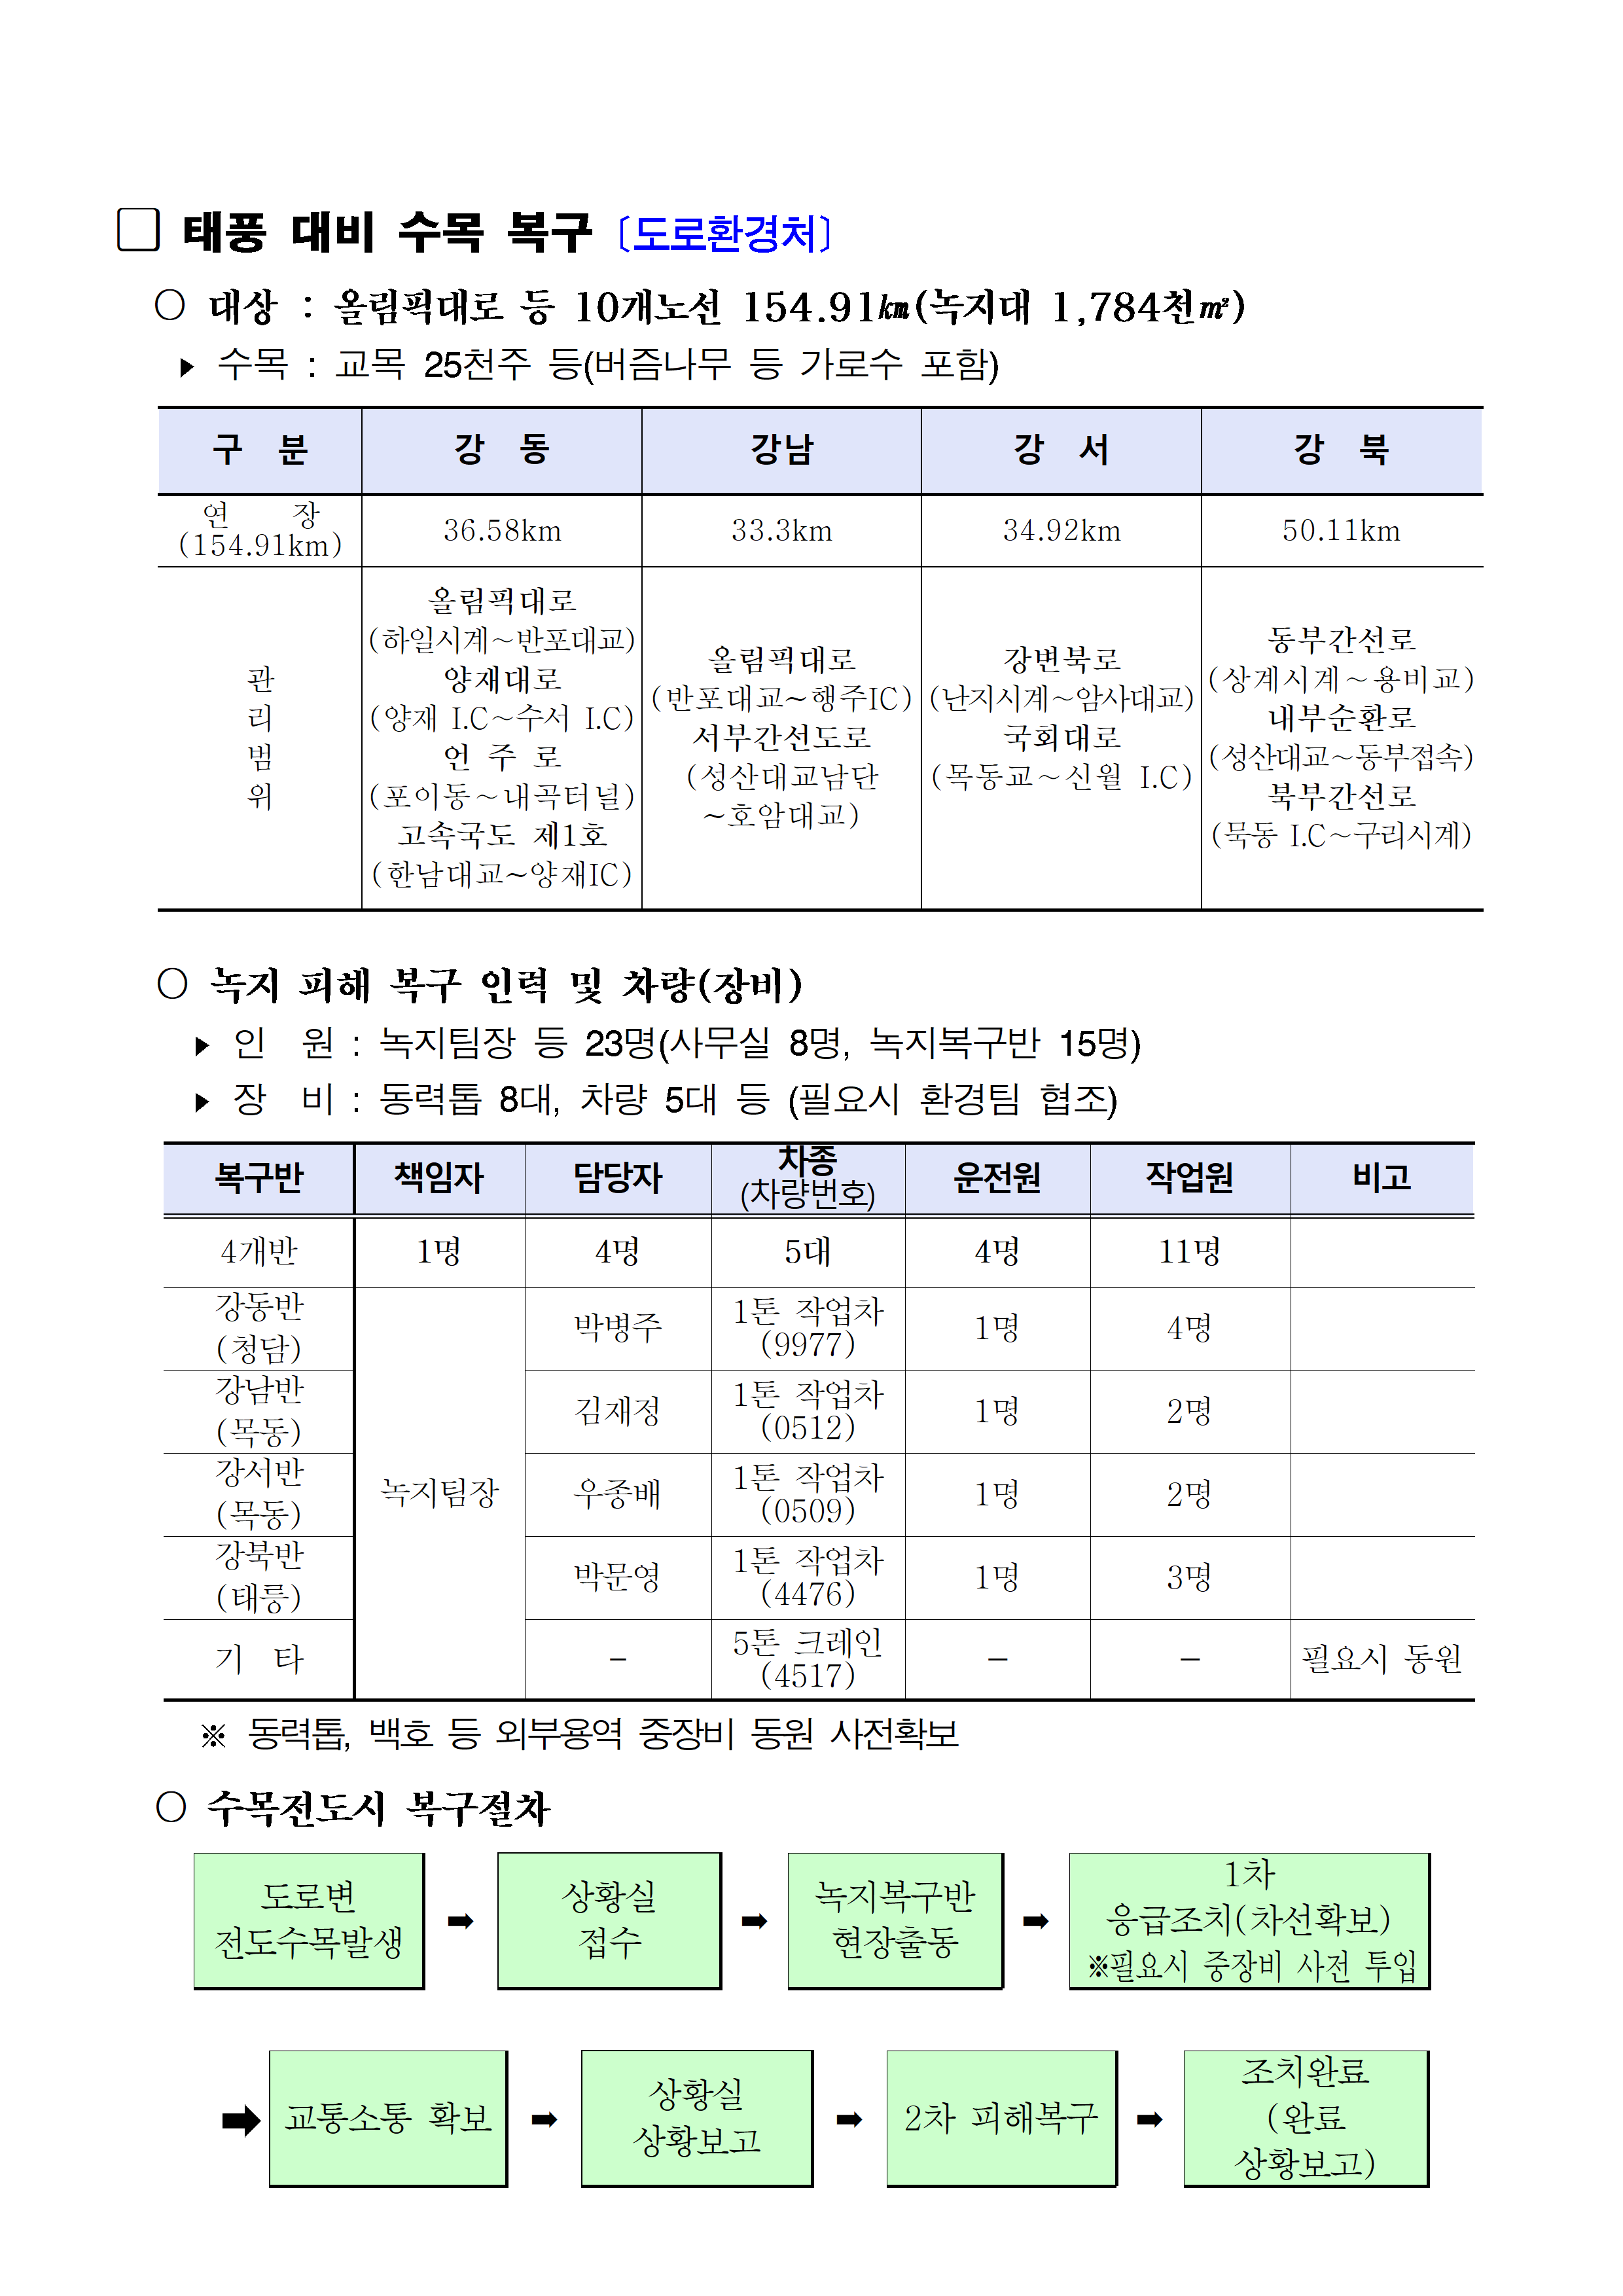 □ 태풍 대비 수목 복구 〔도로환경처〕
○ 대상 : 올림픽대로 등 10개노선 154.91㎞(녹지대 1,784천㎡)
▶ 수목 : 교목 25천주 등(버즘나무 등 가로수 포함)
구 분 강 동 강남 강 서 강 북
연 장
(154.91km) 36.58km 33.3km 34.92km 50.11km
관
리
범
위
올림픽대로
(하일시계~반포대교)
양재대로
(양재 I.C~수서 I.C)
언 주 로
(포이동~내곡터널)
고속국도 제1호
(한남대교~양재IC)
올림픽대로
(반포대교~행주IC)
서부간선도로
(성산대교남단
~호암대교)
강변북로
(난지시계~암사대교)
국회대로
(목동교~신월 I.C)
동부간선로
(상계시계~용비교)
내부순환로
(성산대교~동부접속)
북부간선로
(묵동 I.C~구리시계)
○ 녹지 피해 복구 인력 및 차량(장비)
▶ 인 원 : 녹지팀장 등 23명(사무실 8명, 녹지복구반 15명)
▶ 장 비 : 동력톱 8대, 차량 5대 등 (필요시 환경팀 협조)
복구반 책임자 담당자 차종 운전원 작업원 비고
(차량번호)
4개반 1명 4명 5대 4명 11명
강동반
(청담) 박병주 1톤 작업차
(9977) 1명 4명
강남반
(목동) 김재정 1톤 작업차
(0512) 1명 2명
강서반
(목동) 녹지팀장 우종배 1톤 작업차
(0509) 1명 2명
강북반
(태릉) 박문영 1톤 작업차
(4476) 1명 3명
기 타 - 5톤 크레인
(4517) - - 필요시 동원
※ 동력톱, 백호 등 외부용역 중장비 동원 사전확보
○ 수목전도시 복구절차
도로변
전도수목발생
➡
상황실
접수
➡
녹지복구반
현장출동
➡
1차
응급조치(차선확보)
※필요시 중장비 사전 투입
➡
교통소통 확보
➡
상황실
상황보고
➡
2차 피해복구
➡
조치완료
(완료
상황보고)